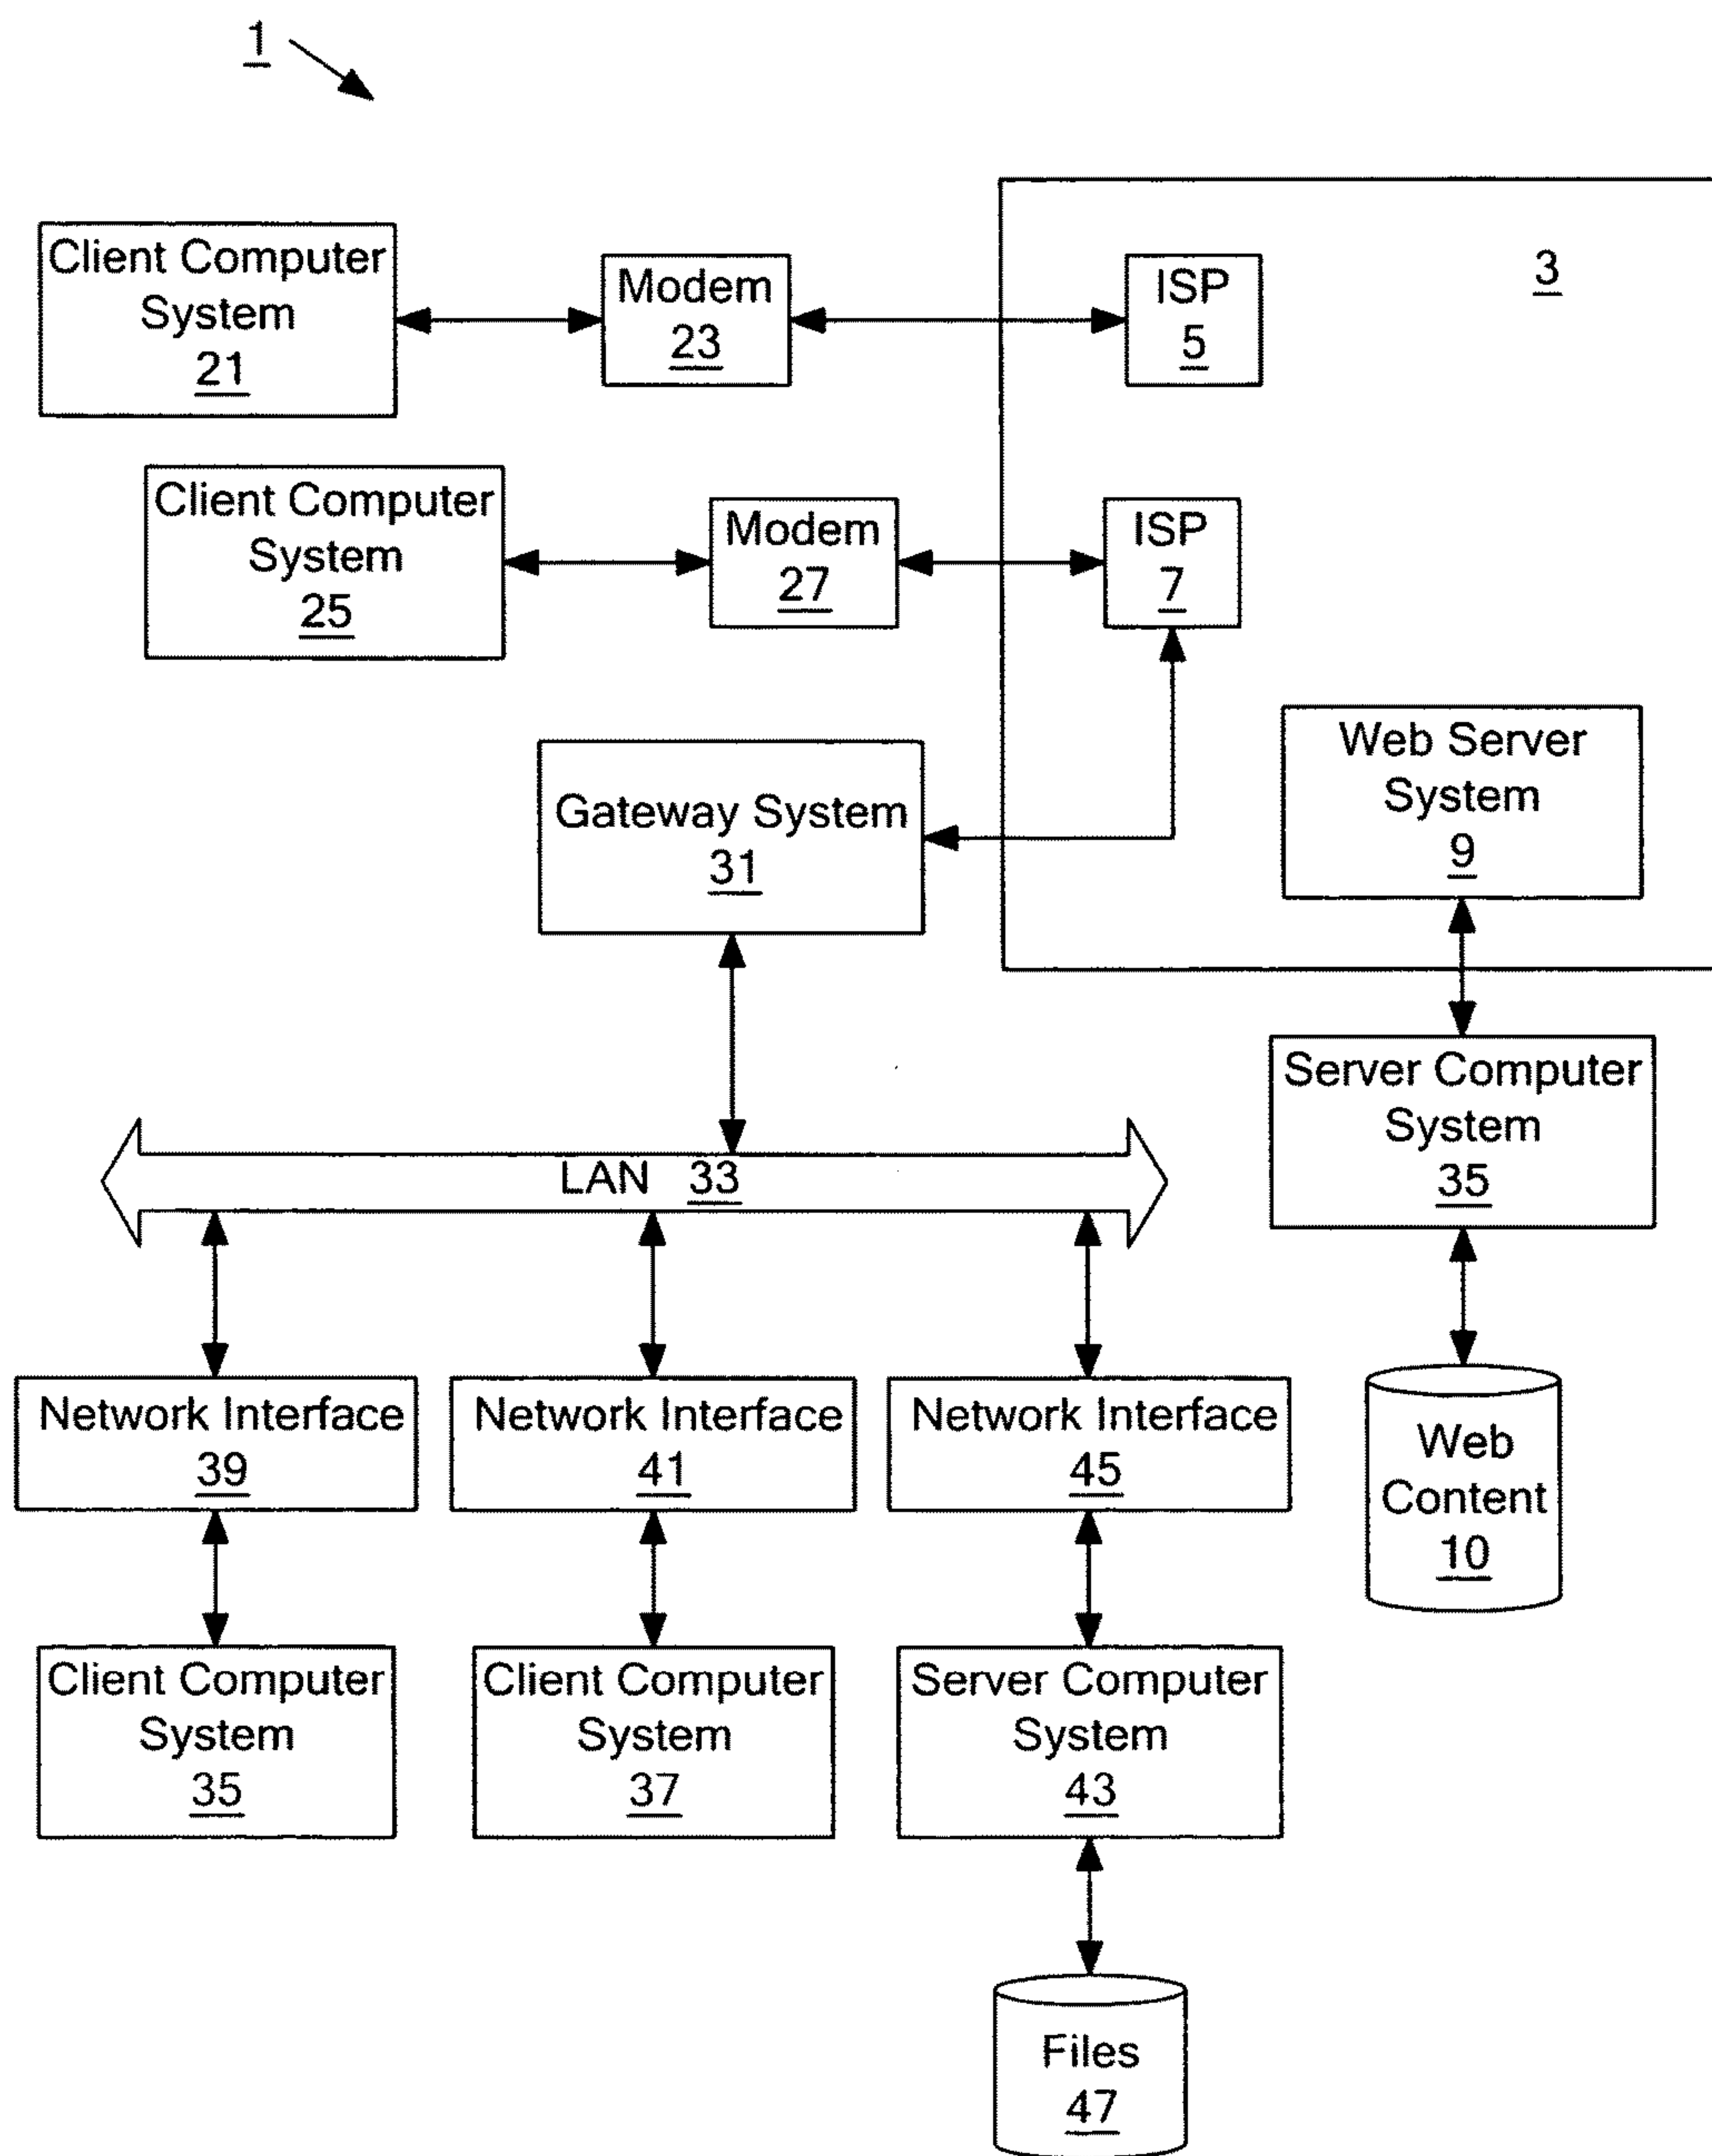 1
3
Client Computer
System
21
Modem
23
ISP
5
Client Computer
System
25
Modem
27
ISP
7
Gateway System
31
Web Server
System
9
Server Computer
System
35
LAN 33
Network Interface
39
Network Interface
41
Network Interface
45
Web
Content
10
Client Computer
System
35
Client Computer
System
37
Server Computer
System
43
Files
47